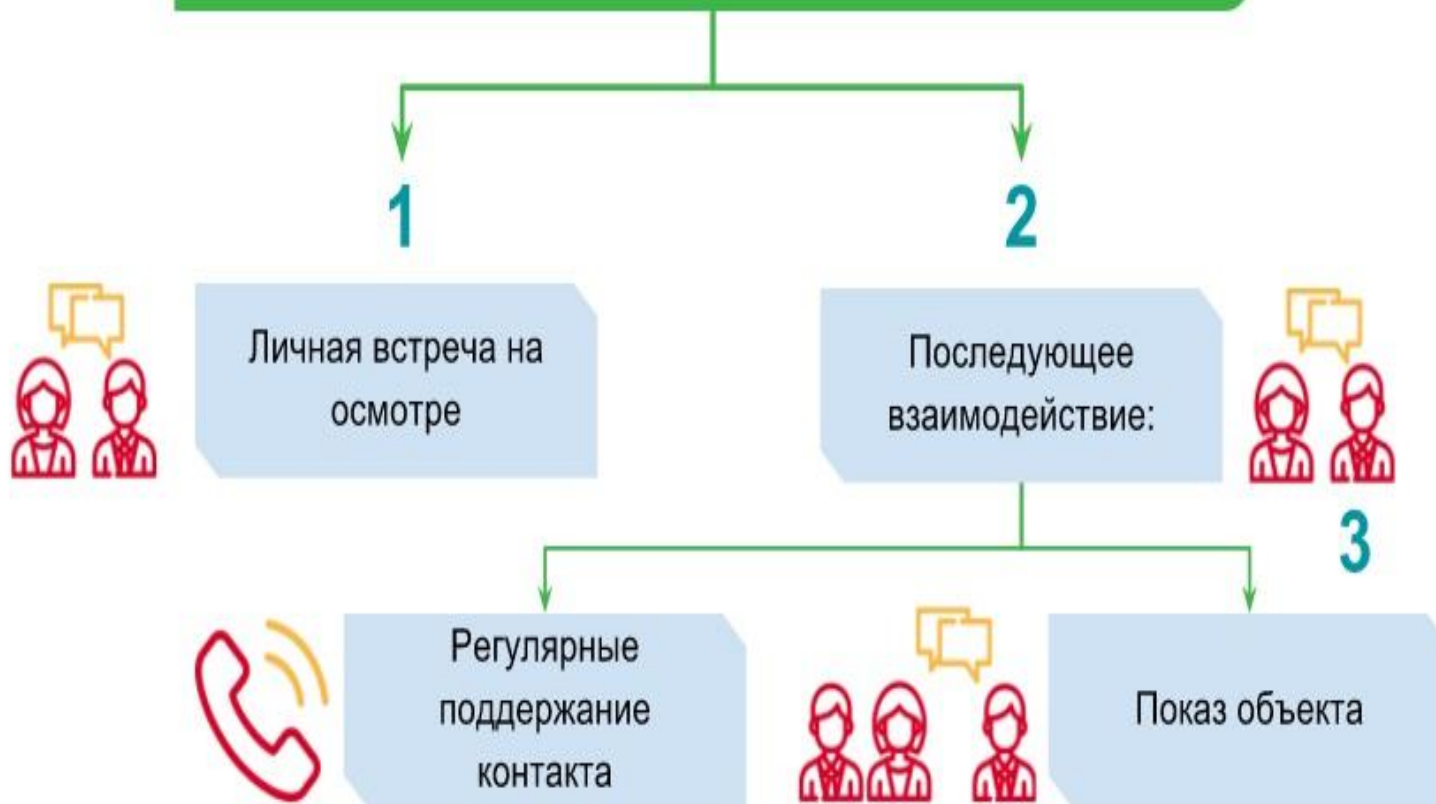 1
2
Личная встреча на
осмотре
Последующее
взаимодействие:
3
Регулярные
поддержание
контакта
Показ объекта